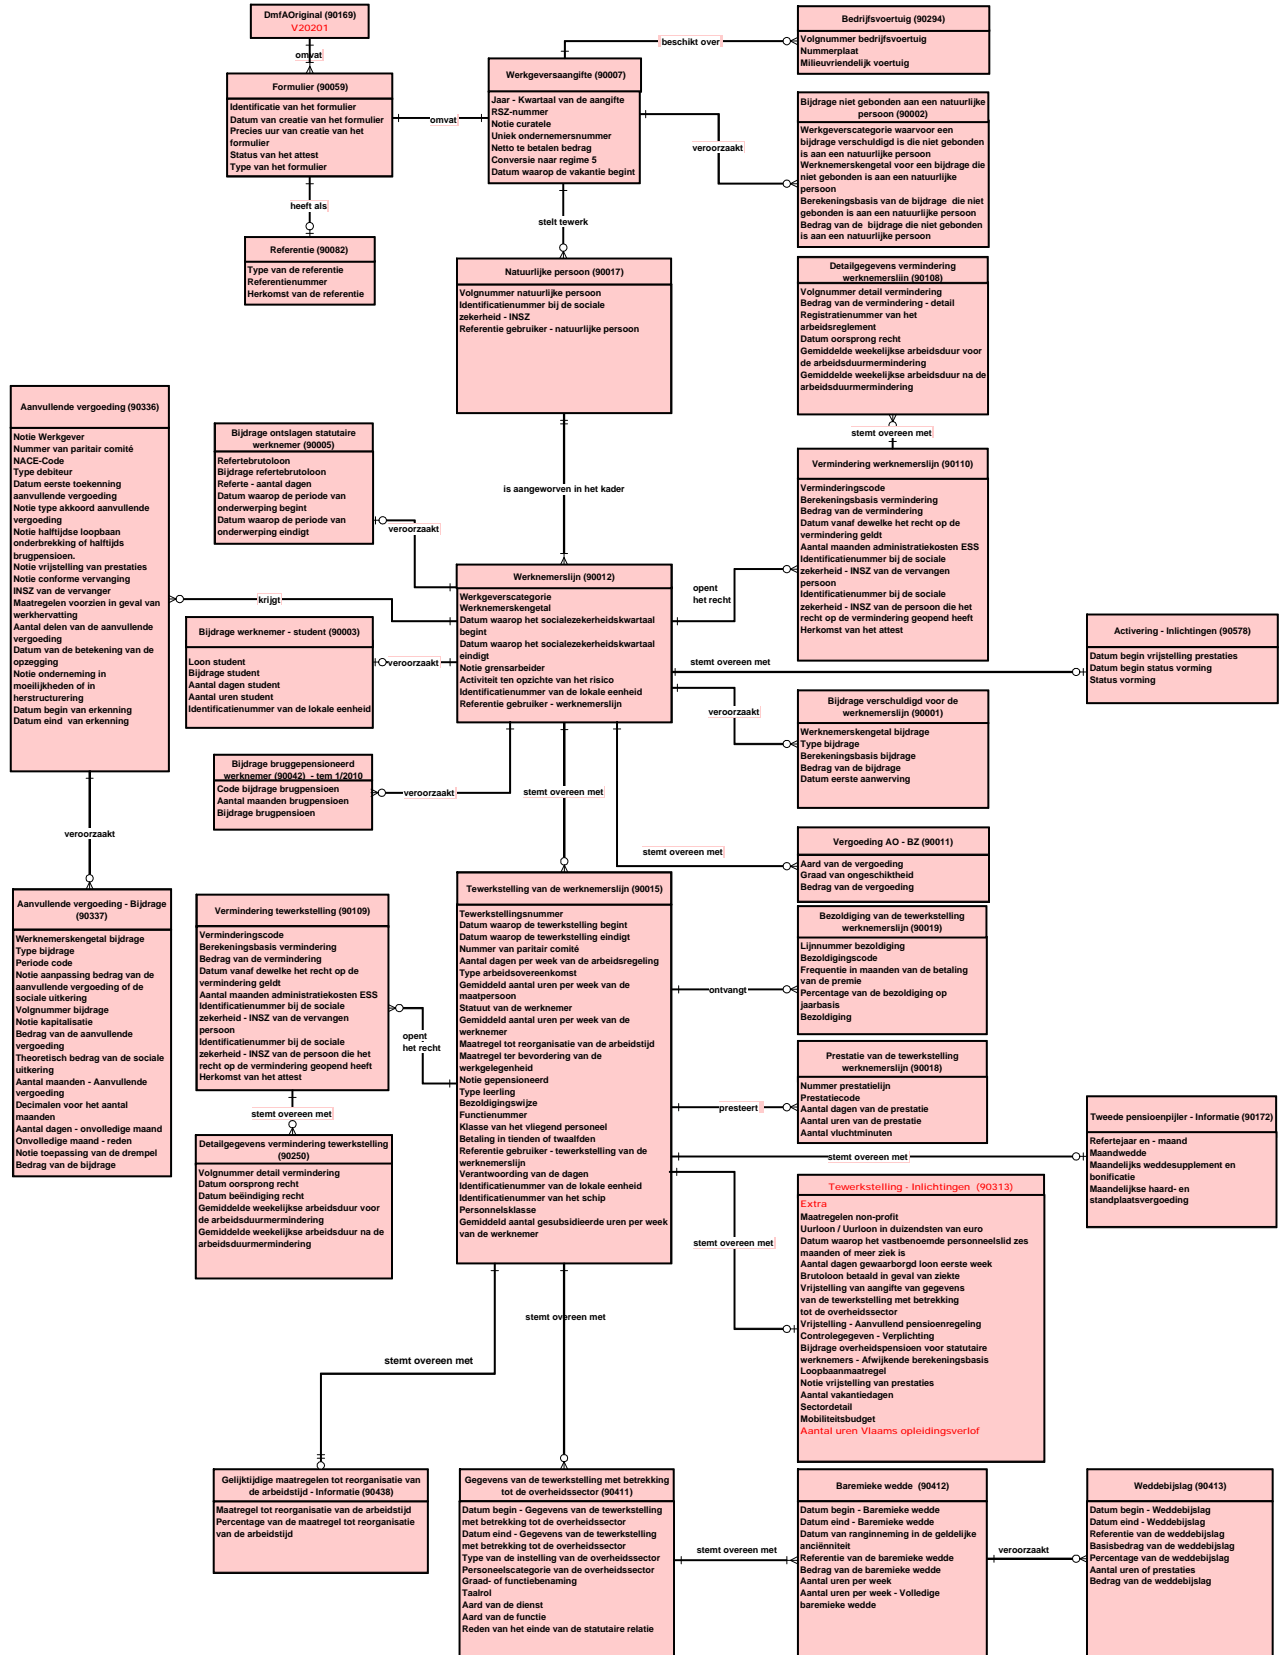 DmfAOriginal (90169)
V20201
omvat
Formulier (90059)
Identificatie van het formulier
Datum van creatie van het formulier
Precies uur van creatie van het
formulier
Status van het attest
Type van het formulier
omvat
heeft als
Referentie (90082)
Type van de referentie
Referentienummer
Herkomst van de referentie
Werkgeversaangifte (90007)
Jaar - Kwartaal van de aangifte
RSZ-nummer
Notie curatele
Uniek ondernemersnummer
Netto te betalen bedrag
Conversie naar regime 5
Datum waarop de vakantie begint
beschikt over
Bedrijfsvoertuig (90294)
Volgnummer bedrijfsvoertuig
Nummerplaat
Milieuvriendelijk voertuig
veroorzaakt
Bijdrage niet gebonden aan een natuurlijke
persoon (90002)
Werkgeverscategorie waarvoor een
bijdrage verschuldigd is die niet gebonden
is aan een natuurlijke persoon
Werknemerskengetal voor een bijdrage die
niet gebonden is aan een natuurlijke
persoon
Berekeningsbasis van de bijdrage die niet
gebonden is aan een natuurlijke persoon
Bedrag van de bijdrage die niet gebonden
is aan een natuurlijke persoon
stelt tewerk
Natuurlijke persoon (90017)
Volgnummer natuurlijke persoon
Identificatienummer bij de sociale
zekerheid - INSZ
Referentie gebruiker - natuurlijke persoon
Detailgegevens vermindering
werknemerslijn (90108)
Volgnummer detail vermindering
Bedrag van de vermindering - detail
Registratienummer van het
arbeidsreglement
Datum oorsprong recht
Gemiddelde weekelijkse arbeidsduur voor
de arbeidsduurmermindering
Gemiddelde weekelijkse arbeidsduur na de
arbeidsduurmermindering
stemt overeen met
Vermindering werknemerslijn (90110)
Verminderingscode
Berekeningsbasis vermindering
Bedrag van de vermindering
Datum vanaf dewelke het recht op de
vermindering geldt
Aantal maanden administratiekosten ESS
Identificatienummer bij de sociale
zekerheid - INSZ van de vervangen
persoon
Identificatienummer bij de sociale
zekerheid - INSZ van de persoon die het
recht op de vermindering geopend heeft
Herkomst van het attest
Aanvullende vergoeding (90336)
Notie Werkgever
Nummer van paritair comité
NACE-Code
Type debiteur
Datum eerste toekenning
aanvullende vergoeding
Notie type akkoord aanvullende
vergoeding
Notie halftijdse loopbaan
onderbrekking of halftijds
brugpensioen.
Notie vrijstelling van prestaties
Notie conforme vervanging
INSZ van de vervanger
Maatregelen voorzien in geval van
werkhervatting
Aantal delen van de aanvullende
vergoeding
Datum van de betekening van de
opzegging
Notie onderneming in
moeilijkheden of in
herstructurering
Datum begin van erkenning
Datum eind van erkenning
Bijdrage ontslagen statutaire
werknemer (90005)
Refertebrutoloon
Bijdrage refertebrutoloon
Referte - aantal dagen
Datum waarop de periode van
onderwerping begint
Datum waarop de periode van
onderwerping eindigt
veroorzaakt
is aangeworven in het kader
krijgt
Bijdrage werknemer - student (90003)
Loon student
Bijdrage student
Aantal dagen student
Aantal uren student
Identificatienummer van de lokale eenheid
veroorzaakt
Werknemerslijn (90012)
Werkgeverscategorie
Werknemerskengetal
Datum waarop het socialezekerheidskwartaal
begint
Datum waarop het socialezekerheidskwartaal
eindigt
Notie grensarbeider
Activiteit ten opzichte van het risico
Identificatienummer van de lokale eenheid
Referentie gebruiker - werknemerslijn
opent
het recht
stemt overeen met
Activering - Inlichtingen (90578)
Datum begin vrijstelling prestaties
Datum begin status vorming
Status vorming
veroorzaakt
Bijdrage verschuldigd voor de
werknemerslijn (90001)
Werknemerskengetal bijdrage
Type bijdrage
Berekeningsbasis bijdrage
Bedrag van de bijdrage
Datum eerste aanwerving
Bijdrage bruggepensioneerd
werknemer (90042) - tem 1/2010
Code bijdrage brugpensioen
Aantal maanden brugpensioen
Bijdrage brugpensioen
veroorzaakt
stemt overeen met
veroorzaakt
stemt overeen met
Vergoeding AO - BZ (90011)
Aard van de vergoeding
Graad van ongeschiktheid
Bedrag van de vergoeding
Aanvullende vergoeding - Bijdrage
(90337)
Werknemerskengetal bijdrage
Type bijdrage
Periode code
Notie aanpassing bedrag van de
aanvullende vergoeding of de
sociale uitkering
Volgnummer bijdrage
Notie kapitalisatie
Bedrag van de aanvullende
vergoeding
Theoretisch bedrag van de sociale
uitkering
Aantal maanden - Aanvullende
vergoeding
Decimalen voor het aantal
maanden
Aantal dagen - onvolledige maand
Onvolledige maand - reden
Notie toepassing van de drempel
Bedrag van de bijdrage
Vermindering tewerkstelling (90109)
Verminderingscode
Berekeningsbasis vermindering
Bedrag van de vermindering
Datum vanaf dewelke het recht op de
vermindering geldt
Aantal maanden administratiekosten ESS
Identificatienummer bij de sociale
zekerheid - INSZ van de vervangen
persoon
Identificatienummer bij de sociale
zekerheid - INSZ van de persoon die het
recht op de vermindering geopend heeft
Herkomst van het attest
opent
het recht
stemt overeen met
Detailgegevens vermindering tewerkstelling
(90250)
Volgnummer detail vermindering
Datum oorsprong recht
Datum beëindiging recht
Gemiddelde weekelijkse arbeidsduur voor
de arbeidsduurmermindering
Gemiddelde weekelijkse arbeidsduur na de
arbeidsduurmermindering
Tewerkstelling van de werknemerslijn (90015)
Tewerkstellingsnummer
Datum waarop de tewerkstelling begint
Datum waarop de tewerkstelling eindigt
Nummer van paritair comité
Aantal dagen per week van de arbeidsregeling
Type arbeidsovereenkomst
Gemiddeld aantal uren per week van de
maatpersoon
Statuut van de werknemer
Gemiddeld aantal uren per week van de
werknemer
Maatregel tot reorganisatie van de arbeidstijd
Maatregel ter bevordering van de
werkgelegenheid
Notie gepensioneerd
Type leerling
Bezoldigingswijze
Functienummer
Klasse van het vliegend personeel
Betaling in tienden of twaalfden
Referentie gebruiker - tewerkstelling van de
werknemerslijn
Verantwoording van de dagen
Identificatienummer van de lokale eenheid
Identificatienummer van het schip
Personnelsklasse
Gemiddeld aantal gesubsidieerde uren per week
van de werknemer
ontvangt
Bezoldiging van de tewerkstelling
werknemerslijn (90019)
Lijnnummer bezoldiging
Bezoldigingscode
Frequentie in maanden van de betaling
van de premie
Percentage van de bezoldiging op
jaarbasis
Bezoldiging
presteert
Prestatie van de tewerkstelling
werknemerslijn (90018)
Nummer prestatielijn
Prestatiecode
Aantal dagen van de prestatie
Aantal uren van de prestatie
Aantal vluchtminuten
stemt overeen met
Tweede pensioenpijler - Informatie (90172)
Refertejaar en - maand
Maandwedde
Maandelijks weddesupplement en
bonificatie
Maandelijkse haard- en
standplaatsvergoeding
stemt overeen met
Tewerkstelling - Inlichtingen (90313)
Extra
Maatregelen non-profit
Uurloon / Uurloon in duizendsten van euro
Datum waarop het vastbenoemde personneelslid zes
maanden of meer ziek is
Aantal dagen gewaarborgd loon eerste week
Brutoloon betaald in geval van ziekte
Vrijstelling van aangifte van gegevens
van de tewerkstelling met betrekking
tot de overheidssector
Vrijstelling - Aanvullend pensioenregeling
Controlegegeven - Verplichting
Bijdrage overheidspensioen voor statutaire
werknemers - Afwijkende berekeningsbasis
Loopbaanmaatregel
Notie vrijstelling van prestaties
Aantal vakantiedagen
Sectordetail
Mobiliteitsbudget
Aantal uren Vlaams opleidingsverlof
stemt overeen met
stemt overeen met
Gelijktijdige maatregelen tot reorganisatie van
de arbeidstijd - Informatie (90438)
Maatregel tot reorganisatie van de arbeidstijd
Percentage van de maatregel tot reorganisatie
van de arbeidstijd
Gegevens van de tewerkstelling met betrekking
tot de overheidssector (90411)
Datum begin - Gegevens van de tewerkstelling
met betrekking tot de overheidssector
Datum eind - Gegevens van de tewerkstelling
met betrekking tot de overheidssector
Type van de instelling van de overheidssector
Personeelscategorie van de overheidssector
Graad- of functiebenaming
Taalrol
Aard van de dienst
Aard van de functie
Reden van het einde van de statutaire relatie
stemt overeen met
Baremieke wedde (90412)
Datum begin - Baremieke wedde
Datum eind - Baremieke wedde
Datum van ranginneming in de geldelijke
anciënniteit
Referentie van de baremieke wedde
Bedrag van de baremieke wedde
Aantal uren per week
Aantal uren per week - Volledige
baremieke wedde
veroorzaakt
Weddebijslag (90413)
Datum begin - Weddebijslag
Datum eind - Weddebijslag
Referentie van de weddebijslag
Basisbedrag van de weddebijslag
Percentage van de weddebijslag
Aantal uren of prestaties
Bedrag van de weddebijslag